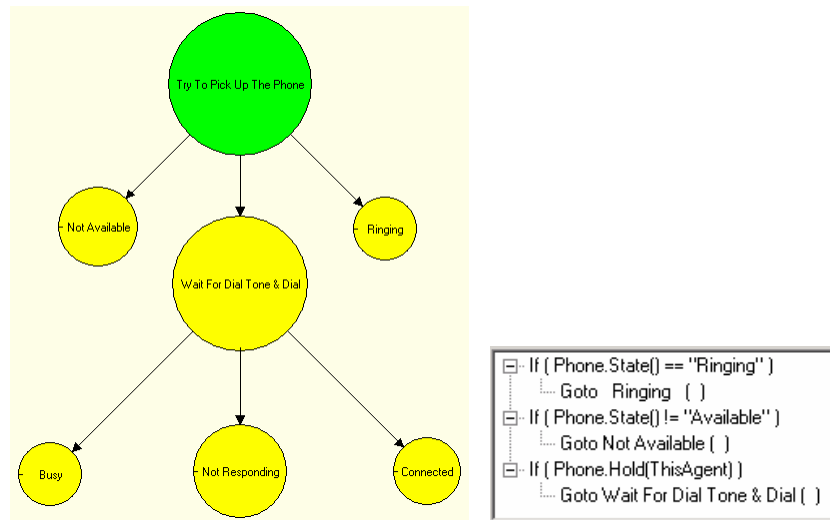 Try To Pick Up The Phone
Not Available
Ringing
Wait For Dial Tone & Dial
Busy
Not Responding
Connected
If ( Phone.State() == "Ringing" )
Goto Ringing ( )
If ( Phone.State() != "Available" )
Goto Not Available ( )
If ( Phone.Hold(ThisAgent) )
Goto Wait For Dial Tone & Dial ( )